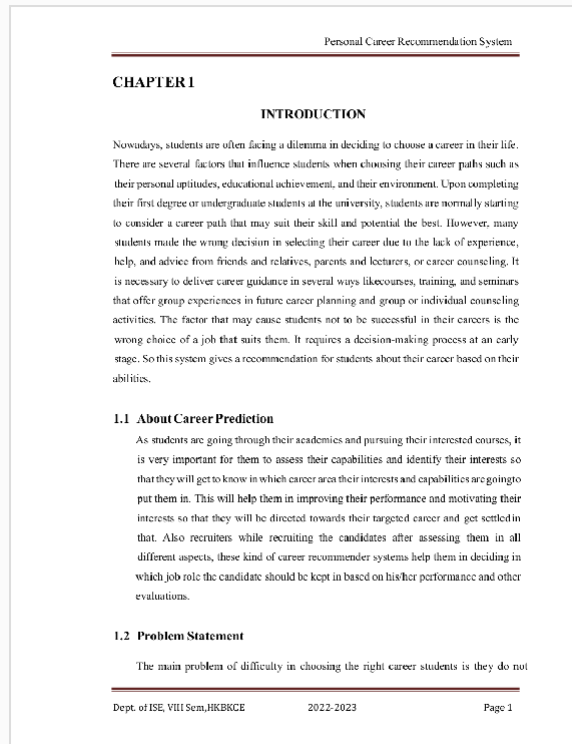 Personal Career Recommendation System
CHAPTER 1
INTRODUCTION
Nowadays, students are often facing a dilemma in deciding to choose a career in their life.
There are several factors that influence students when choosing their career paths such as
their personal aptitudes, educational achievement, and their environment. Upon completing
their first degree or undergraduate students at the university, students are normally starting
to consider a career path that may suit their skill and potential the best. However, many
students made the wrong decision in selecting their career due to the lack of experience,
help, and advice from friends and relatives, parents and lecturers, or career counseling. It
is necessary to deliver career guidance in several ways likecourses, training, and seminars
that offer group experiences in future career planning and group or individual counseling
activities. The factor that may cause students not to be successful in their careers is the
wrong choice of a job that suits them. It requires a decision-making process at an early
stage. So this system gives a recommendation for students about their career based on their
abilities.
1.1 About Career Prediction
As students are going through their academics and pursuing their interested courses, it
is very important for them to assess their capabilities and identify their interests so
that they will get to know in which career area their interests and capabilities are goingto
put them in. This will help them in improving their performance and motivating their
interests so that they will be directed towards their targeted career and get settled in
that. Also recruiters while recruiting the candidates after assessing them in all
different aspects, these kind of career recommender systems help them in deciding in
which job role the candidate should be kept in based on his/her performance and other
evaluations.
1.2 Problem Statement
The main problem of difficulty in choosing the right career students is they do not
Dept. of ISE, VIII Sem,HKBKCE 2022-2023 Page 1